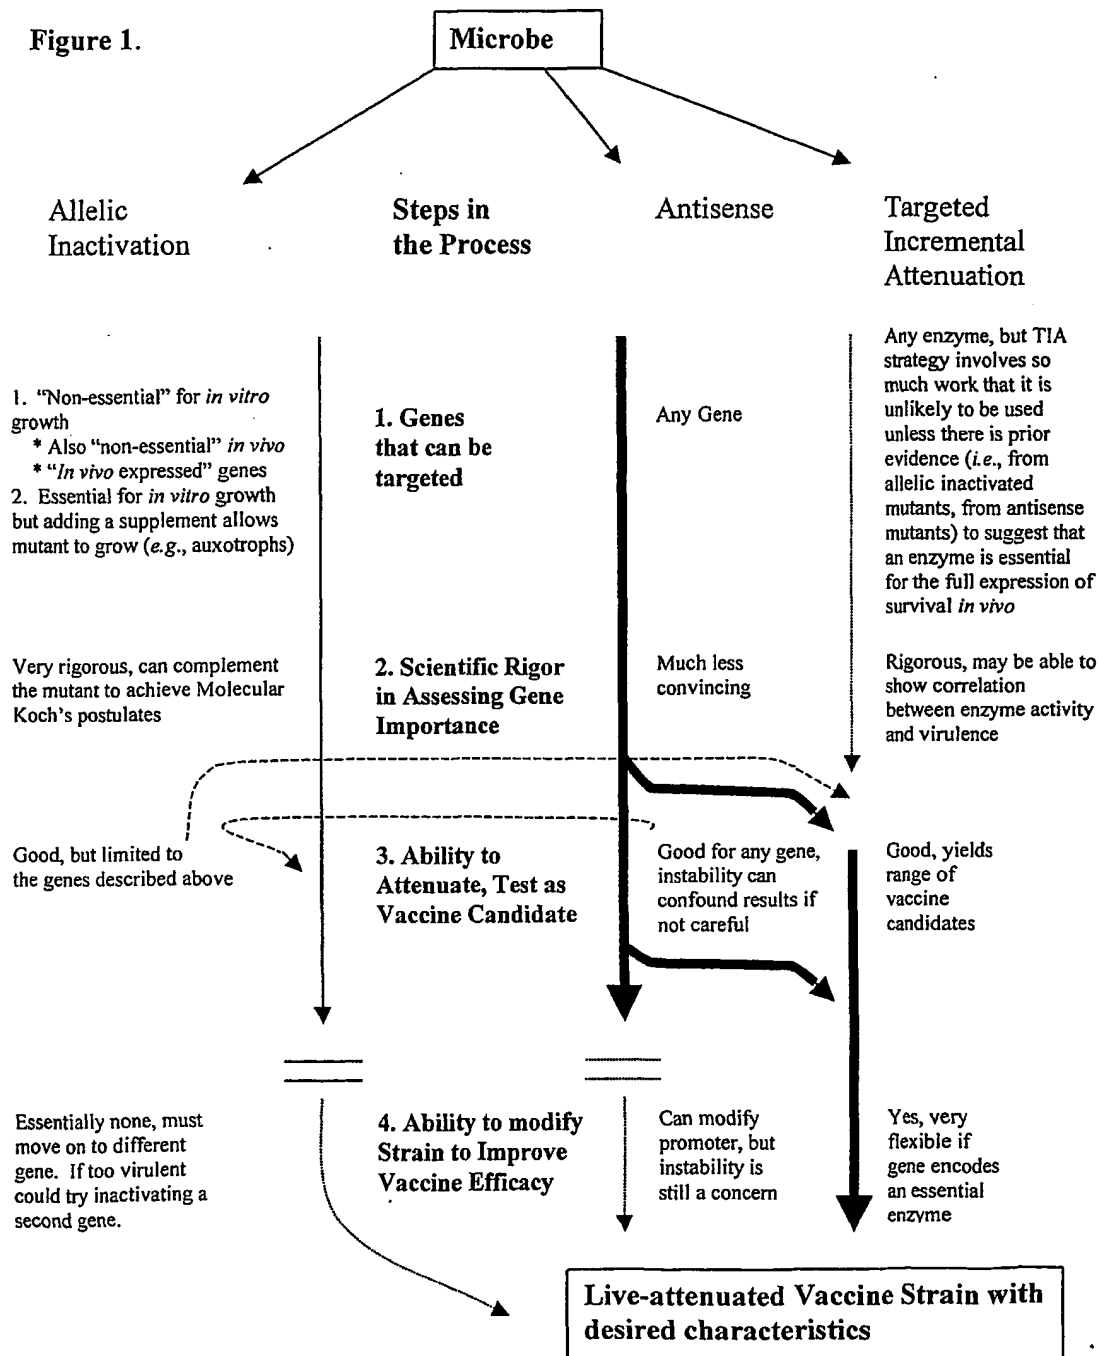 Figure 1.
Microbe
Allelic
Inactivation
Steps in
the Process
Antisense
Targeted
Incremental
Attenuation
1. "Non-essential" for in vitro
growth
* Also "non-essential" in vivo
* "In vivo expressed" genes
2. Essential for in vitro growth
but adding a supplement allows
mutant to grow (e.g., auxotrophs)
1. Genes
that can be
targeted
Any Gene
Any enzyme, but TIA
strategy involves so
much work that it is
unlikely to be used
unless there is prior
evidence (i.e., from
allelic inactivated
mutants, from antisense
mutants) to suggest that
an enzyme is essential
for the full expression of
survival in vivo
Very rigorous, can complement
the mutant to achieve Molecular
Koch's postulates
2. Scientific Rigor
in Assessing Gene
Importance
Much less
convincing
Rigorous, may be able to
show correlation
between enzyme activity
and virulence
Good, but limited to
the genes described above
3. Ability to
Attenuate, Test as
Vaccine Candidate
Good for any gene,
instability can
confound results if
not careful
Good, yields
range of
vaccine
candidates
Essentially none, must
move on to different
gene. If too virulent
could try inactivating a
second gene.
4. Ability to modify
Strain to Improve
Vaccine Efficacy
Can modify
promoter, but
instability is
still a concern
Yes, very
flexible if
gene encodes
an essential
enzyme
Live-attenuated Vaccine Strain with
desired characteristics